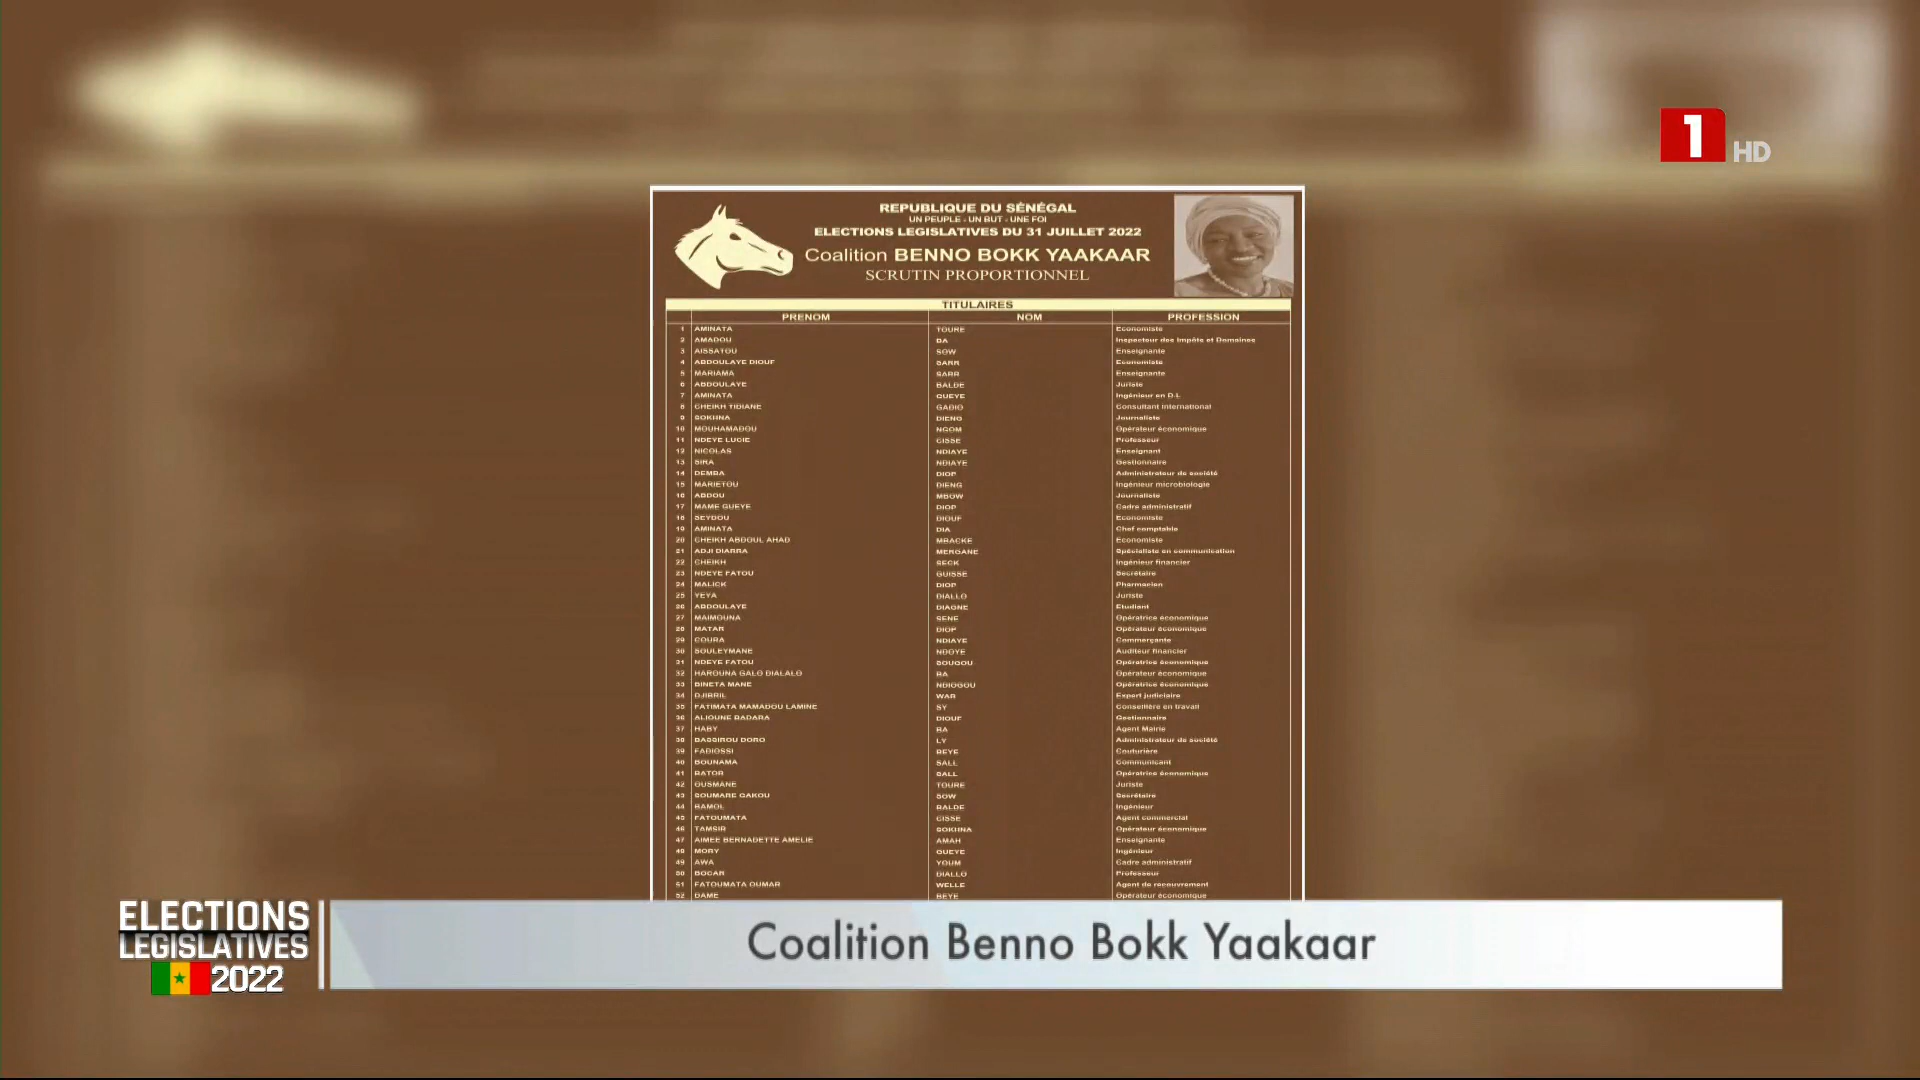 1 HD
REPUBLIQUE DU SÉNÉGAL
UN PEUPLE - UN BUT - UNE FOI
ELECTIONS LEGISLATIVES DU 31 JUILLET 2022
Coalition BENNO BOKK YAAKAAR
SCRUTIN PROPORTIONNEL
TITULAIRES
PRENOM NOM PROFESSION
1 AMINATA TOURE Economiste
2 AMADOU BA Inspecteur des Impôts et Domaines
3 AISSATOU SOW Enseignante
4 ABDOULAYE DIOUF SARR Economiste
5 MARIAMA SARR Enseignante
6 ABDOULAYE BALDE Juriste
7 AMINATA GUEYE Ingénieur en D.L
8 CHEIKH TIDIANE GADIO Consultant international
9 SOKHNA DIENG Journaliste
10 MOUHAMADOU NGOM Opérateur économique
11 NDEYE LUCIE CISSE Professeur
12 NICOLAS NDIAYE Enseignant
13 SIRA NDIAYE Gestionnaire
14 DEMBA DIOP Administrateur de société
15 MARIETOU DIENG Ingénieur microbiologie
16 ABDOU MBOW Journaliste
17 MAME GUEYE DIOP Cadre administratif
18 SEYDOU DIOUF Economiste
19 AMINATA DIA Chef comptable
20 CHEIKH ABDOUL AHAD MBACKE Economiste
21 ADJI DIARRA MERGANE Spécialiste en communication
22 CHEIKH SECK Ingénieur financier
23 NDEYE FATOU GUISSE Secrétaire
24 MALICK DIOP Pharmacien
25 YEYA DIALLO Juriste
26 ABDOULAYE DIAGNE Etudiant
27 MAIMOUNA SENE Opératrice économique
28 MATAR DIOP Opérateur économique
29 COURA NDIAYE Commerçante
30 SOULEYMANE NDOYE Auditeur financier
31 NDEYE FATOU SOUGOU Opératrice économique
32 HAROUNA GALO DIALALO BA Opérateur économique
33 BINETA MANE NDIOGOU Opératrice économique
34 DJIBRIL WAR Expert judiciaire
35 FATIMATA MAMADOU LAMINE SY Conseillère en travail
36 ALIOUNE BADARA DIOUF Gestionnaire
37 HABY BA Agent Mairie
38 BASSIROU DORO LY Administrateur de société
39 FADIOSSI BEYE Couturière
40 BOUNAMA SALL Communicant
41 BATOR SALL Opératrice économique
42 OUSMANE TOURE Juriste
43 SOUMARE GAKOU SOW Secrétaire
44 BAMOL BALDE Ingénieur
45 FATOUMATA CISSE Agent commercial
46 TAMSIR SOKHNA Opérateur économique
47 AIMEE BERNADETTE AMELIE AMAH Enseignante
48 MORY GUEYE Ingénieur
49 AWA YOUM Cadre administratif
50 BOCAR DIALLO Professeur
51 FATOUMATA OUMAR WELLE Agent de recouvrement
52 DAME BEYE Opérateur économique
ELECTIONS
LEGISLATIVES
2022
Coalition Benno Bokk Yaakaar